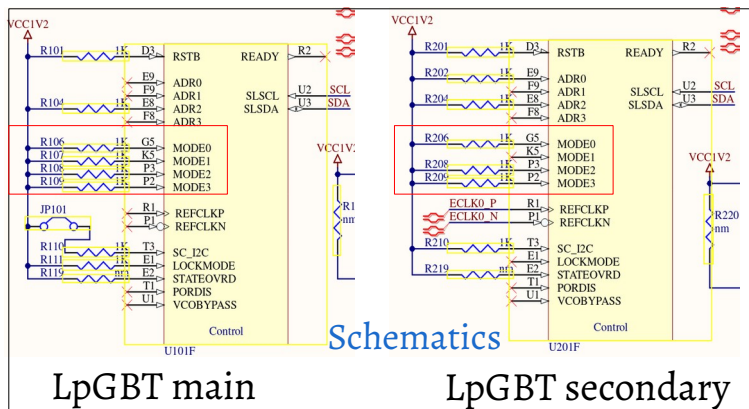 VCC1V2
R101 1K D3 RSTB READY R2
E9 ADR0
F9 ADR1 SLSCL U2 SCL
R104 1K E8 ADR2 SLSDA U3 SDA
F8 ADR3
R106 1K G5 MODE0
R107 1K K5 MODE1
R108 1K P3 MODE2
R109 1K P2 MODE3
VCC1V2
JP101
R1 REFCLKP
P1 REFCLKN
R1
nm
R110 1K T3 SC_I2C
R111 1K E1 LOCKMODE
R119 nm E2 STATEOVRD
T1 PORDIS
U1 VCOBYPASS
Control
U101F
VCC1V2
R201 1K D3 RSTB READY R2
R202 1K E9 ADR0
F9 ADR1 SLSCL U2 SCL
R204 1K E8 ADR2 SLSDA U3 SDA
F8 ADR3
R206 1K G5 MODE0
K5 MODE1
R208 1K P3 MODE2
R209 1K P2 MODE3
VCC1V2
ECLK0_P R1 REFCLKP
ECLK0_N P1 REFCLKN
R220
nm
R210 1K T3 SC_I2C
E1 LOCKMODE
R219 nm E2 STATEOVRD
T1 PORDIS
U1 VCOBYPASS
Control
U201F
Schematics
LpGBT main
LpGBT secondary